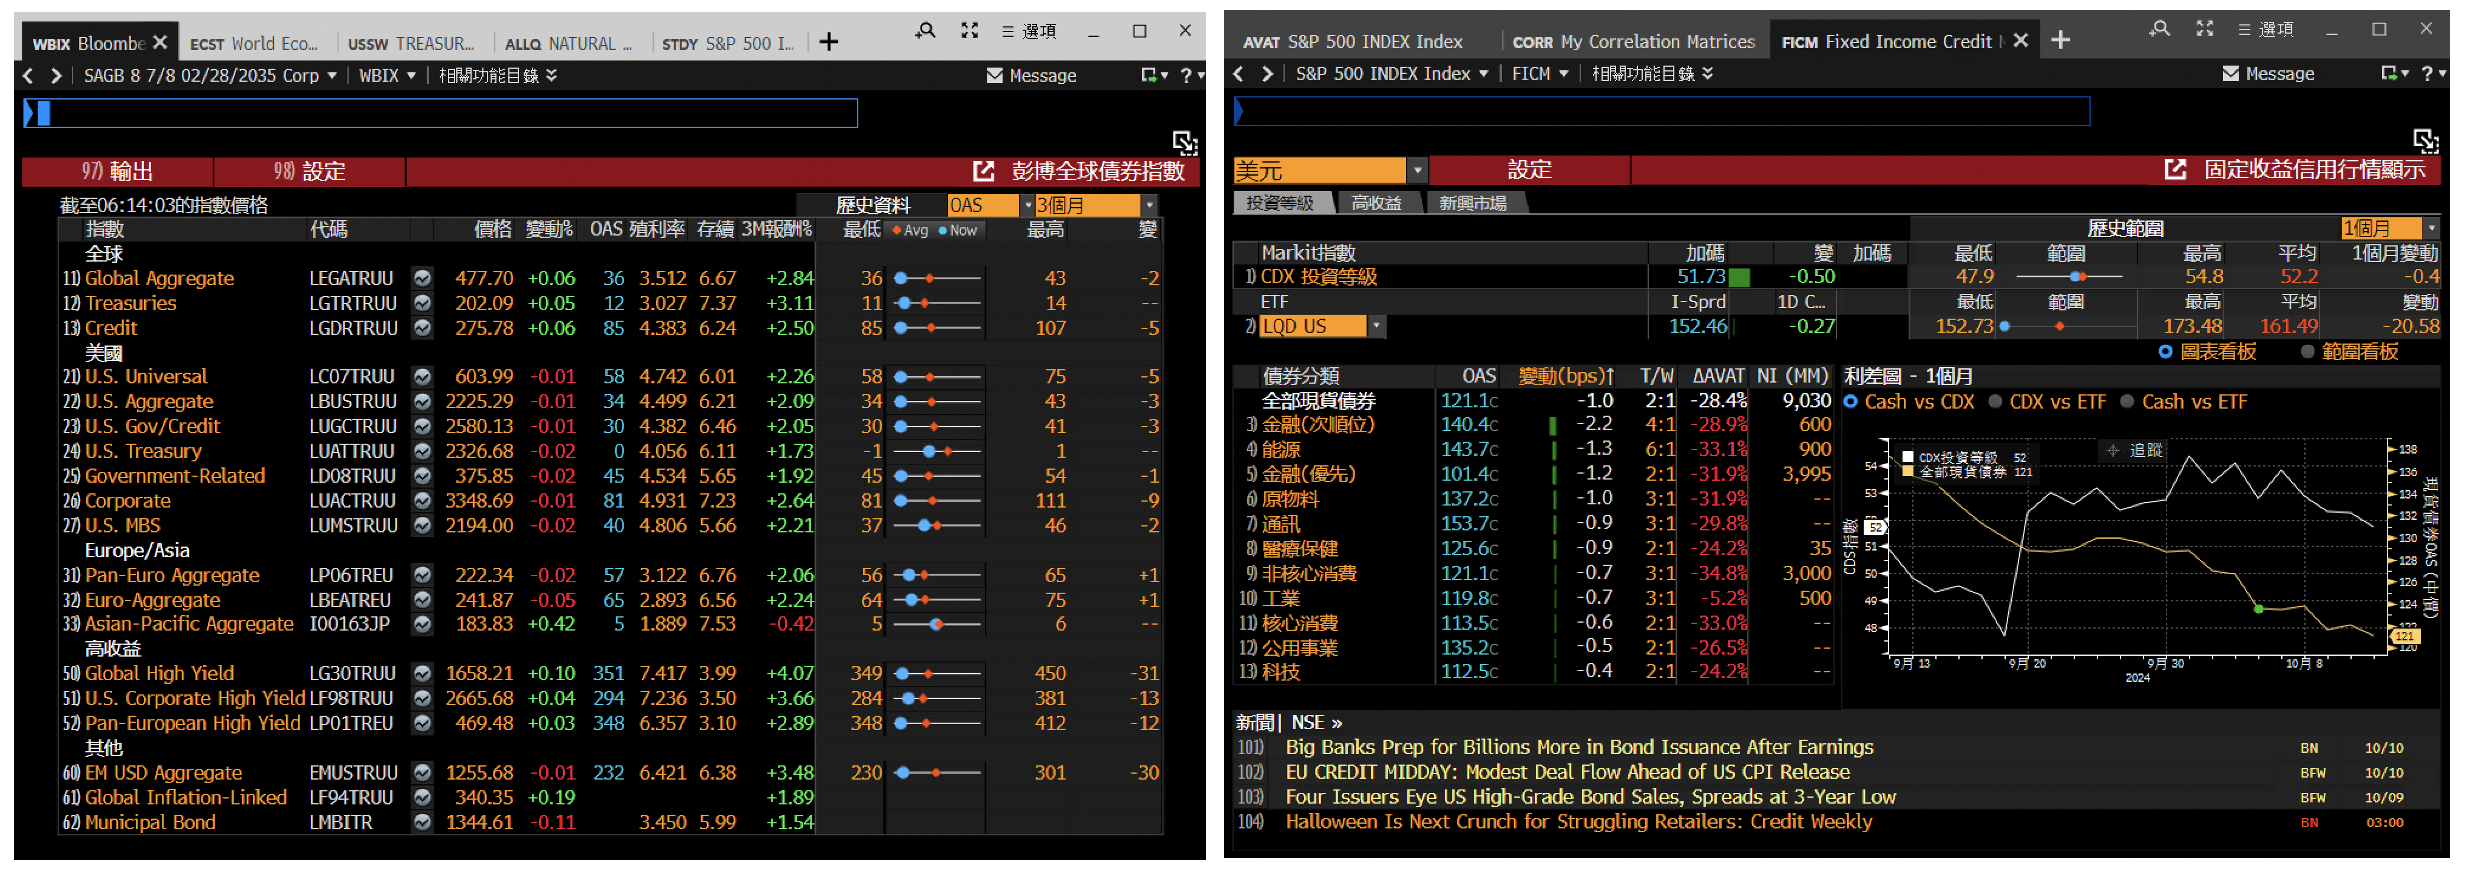 WBIX Bloombe
ECST World Eco...
USSW TREASUR...
ALLQ NATURAL ...
STDY S&P 500 I...
選項
SAGB 8 7/8 02/28/2035 Corp WBIX 相關功能目錄
Message ?
97) 輸出 98) 設定 彭博全球債券指數
截至06:14:03的指數價格 歷史資料 OAS 3個月
指數 代碼 價格 變動% OAS 殖利率 存續 3M報酬% 最低 Avg Now 最高 變
全球
11) Global Aggregate LEGATRUU 477.70 +0.06 36 3.512 6.67 +2.84 36 43 -2
12) Treasuries LGTRTRUU 202.09 +0.05 12 3.027 7.37 +3.11 11 14 --
13) Credit LGDRTRUU 275.78 +0.06 85 4.383 6.24 +2.50 85 107 -5
美國
21) U.S. Universal LC07TRUU 603.99 -0.01 58 4.742 6.01 +2.26 58 75 -5
22) U.S. Aggregate LBUSTRUU 2225.29 -0.01 34 4.499 6.21 +2.09 34 43 -3
23) U.S. Gov/Credit LUGCTRUU 2580.13 -0.01 30 4.382 6.46 +2.05 30 41 -3
24) U.S. Treasury LUATTRUU 2326.68 -0.02 0 4.056 6.11 +1.73 -1 1 --
25) Government-Related LD08TRUU 375.85 -0.02 45 4.534 5.65 +1.92 45 54 -1
26) Corporate LUACTRUU 3348.69 -0.01 81 4.931 7.23 +2.64 81 111 -9
27) U.S. MBS LUMSTRUU 2194.00 -0.02 40 4.806 5.66 +2.21 37 46 -2
Europe/Asia
31) Pan-Euro Aggregate LP06TREU 222.34 -0.02 57 3.122 6.76 +2.06 56 65 +1
32) Euro-Aggregate LBEATREU 241.87 -0.05 65 2.893 6.56 +2.24 64 75 +1
33) Asian-Pacific Aggregate I00163JP 183.83 +0.42 5 1.889 7.53 -0.42 5 6 --
高收益
50) Global High Yield LG30TRUU 1658.21 +0.10 351 7.417 3.99 +4.07 349 450 -31
51) U.S. Corporate High Yield LF98TRUU 2665.68 +0.04 294 7.236 3.50 +3.66 284 381 -13
52) Pan-European High Yield LP01TREU 469.48 +0.03 348 6.357 3.10 +2.89 348 412 -12
其他
60) EM USD Aggregate EMUSTRUU 1255.68 -0.01 232 6.421 6.38 +3.48 230 301 -30
61) Global Inflation-Linked LF94TRUU 340.35 +0.19 +1.89
62) Municipal Bond LMBITR 1344.61 -0.11 3.450 5.99 +1.54
AVAT S&P 500 INDEX Index
CORR My Correlation Matrices
FICM Fixed Income Credit
選項
S&P 500 INDEX Index FICM 相關功能目錄
Message ?
美元 設定 固定收益信用行情顯示
投資等級 高收益 新興市場
歷史範圍 1個月
Markit指數 加碼 變 加碼 最低 範圍 最高 平均 1個月變動
1) CDX 投資等級 51.73 -0.50 47.9 54.8 52.2 -0.4
ETF I-Sprd 1D C... 最低 範圍 最高 平均 變動
2) LQD US 152.46 -0.27 152.73 173.48 161.49 -20.58
圖表看板 範圍看板
債券分類 OAS 變動(bps)↑ T/W ΔAVAT NI (MM)
全部現貨債券 121.1C -1.0 2:1 -28.4% 9,030
3) 金融(次順位) 140.4C -2.2 4:1 -28.9% 600
4) 能源 143.7C -1.3 6:1 -33.1% 900
5) 金融(優先) 101.4C -1.2 2:1 -31.9% 3,995
6) 原物料 137.2C -1.0 3:1 -31.9% --
7) 通訊 153.7C -0.9 3:1 -29.8% --
8) 醫療保健 125.6C -0.9 2:1 -24.2% 35
9) 非核心消費 121.1C -0.7 3:1 -34.8% 3,000
10) 工業 119.8C -0.7 3:1 -5.2% 500
11) 核心消費 113.5C -0.6 2:1 -33.0% --
12) 公用事業 135.2C -0.5 2:1 -26.5% --
13) 科技 112.5C -0.4 2:1 -24.2% --
利差圖 - 1個月
Cash vs CDX CDX vs ETF Cash vs ETF
追蹤
CDX投資等級 52
全部現貨債券 121
CDS指數
54
53
52
51
50
49
48
138
136
134
132
130
128
126
124
122
121
120
現貨債券OAS(中價)
9月 13 9月 20 9月 30 10月 8
2024
新聞| NSE »
101) Big Banks Prep for Billions More in Bond Issuance After Earnings BN 10/10
102) EU CREDIT MIDDAY: Modest Deal Flow Ahead of US CPI Release BFW 10/10
103) Four Issuers Eye US High-Grade Bond Sales, Spreads at 3-Year Low BFW 10/09
104) Halloween Is Next Crunch for Struggling Retailers: Credit Weekly BN 03:00